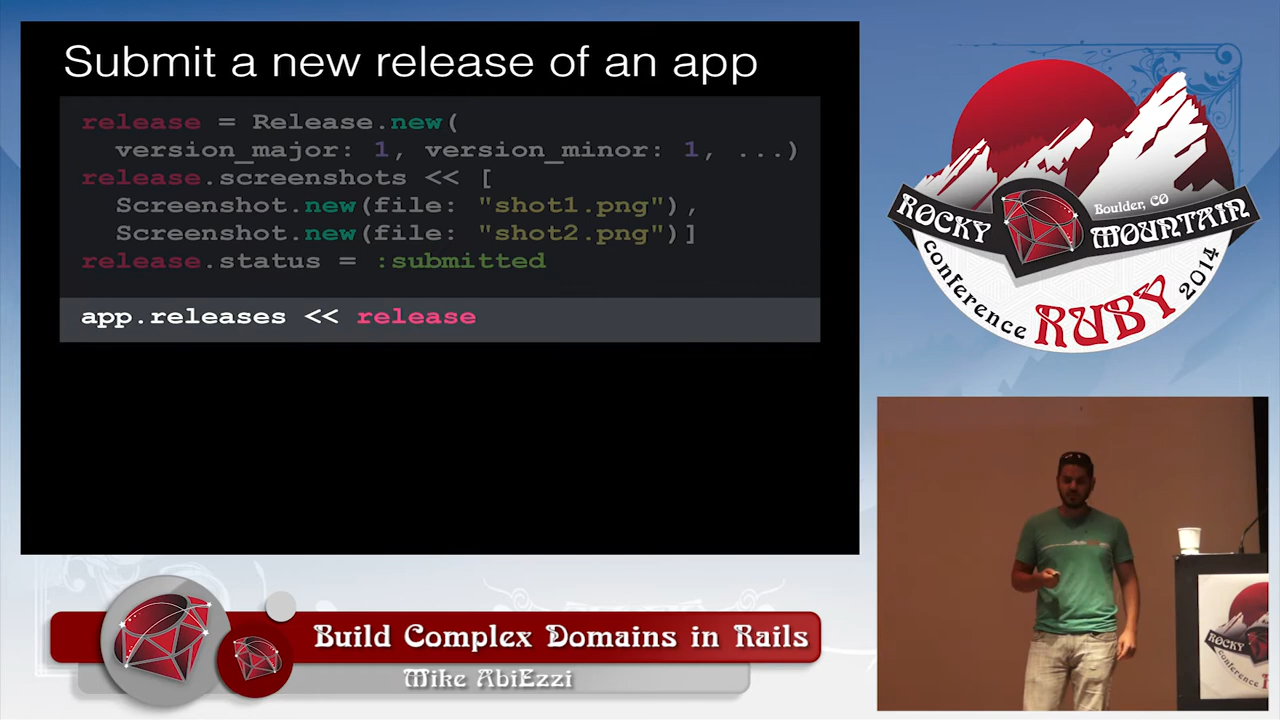 Submit a new release of an app
release = Release.new(
version_major: 1, version_minor: 1, ...)
release.screenshots << [
Screenshot.new(file: "shot1.png"),
Screenshot.new(file: "shot2.png")]
release.status = :submitted
app.releases << release
Boulder, CO
ROCKY MOUNTAIN
conference RUBY 2014
Build Complex Domains in Rails
Mike AbiEzzi
ROCKY
conference